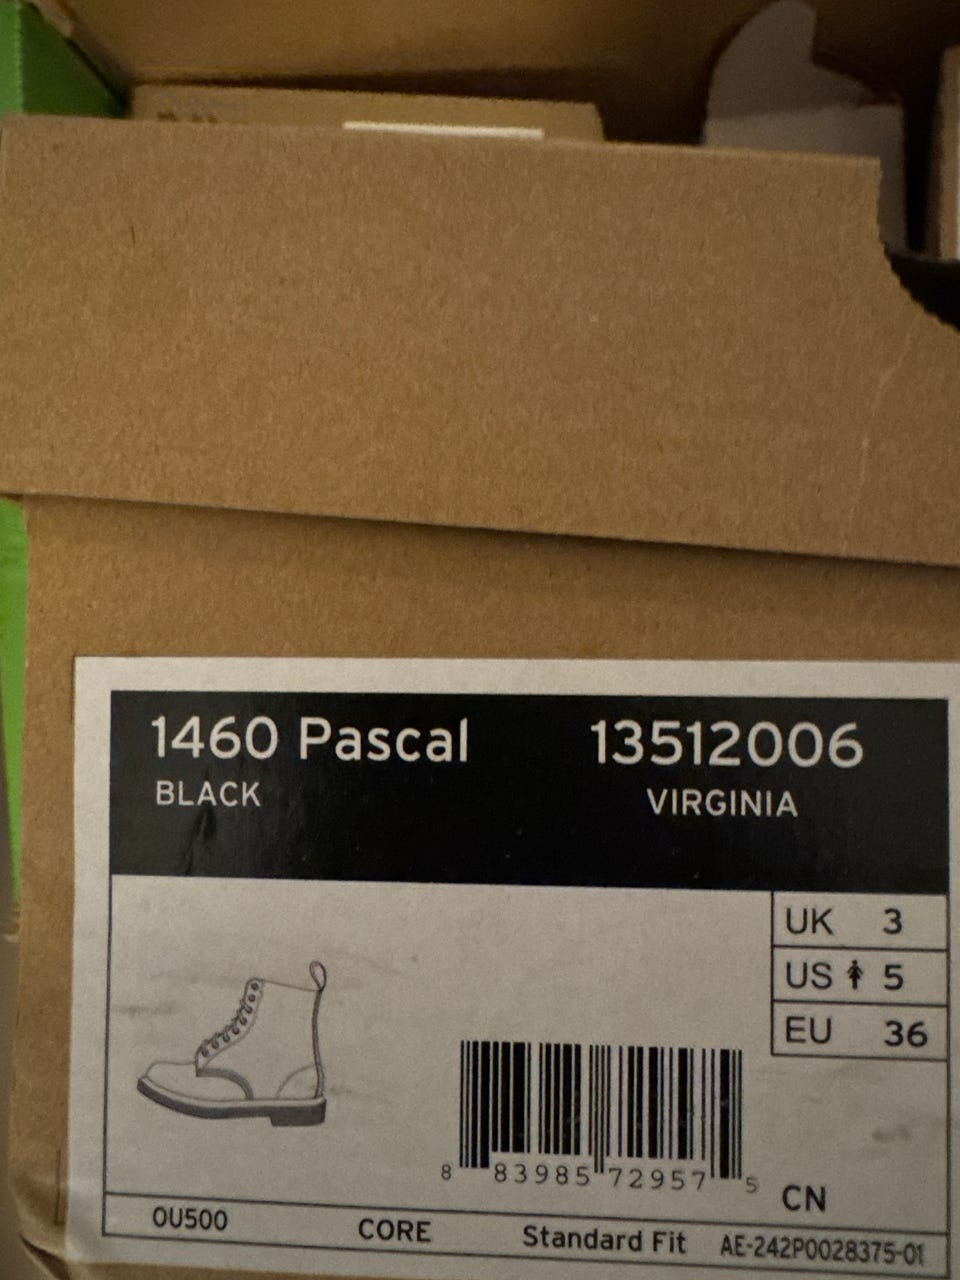 1460 Pascal 13512006
BLACK VIRGINIA
UK 3
US 5
EU 36
8 83985 72957 5
CN
OU500 CORE Standard Fit AE-242P0028375-01